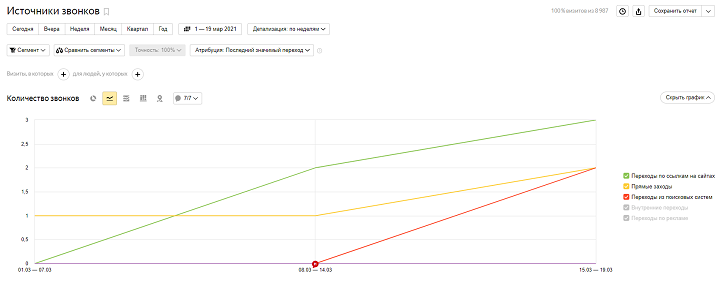 Источники звонков
100% визитов из 8 987
Сохранить отчет
Сегодня Вчера Неделя Месяц Квартал Год 1 — 19 мар 2021 Детализация: по неделям
Сегмент Сравнить сегменты Точность: 100% Атрибуция: Последний значимый переход
Визиты, в которых + для людей, у которых +
Количество звонков 7/7 Скрыть график
3
2,5
2
1,5
1
0,5
0
01.03 — 07.03 08.03 — 14.03 15.03 — 19.03
Переходы по ссылкам на сайтах
Прямые заходы
Переходы из поисковых систем
Внутренние переходы
Переходы по рекламе